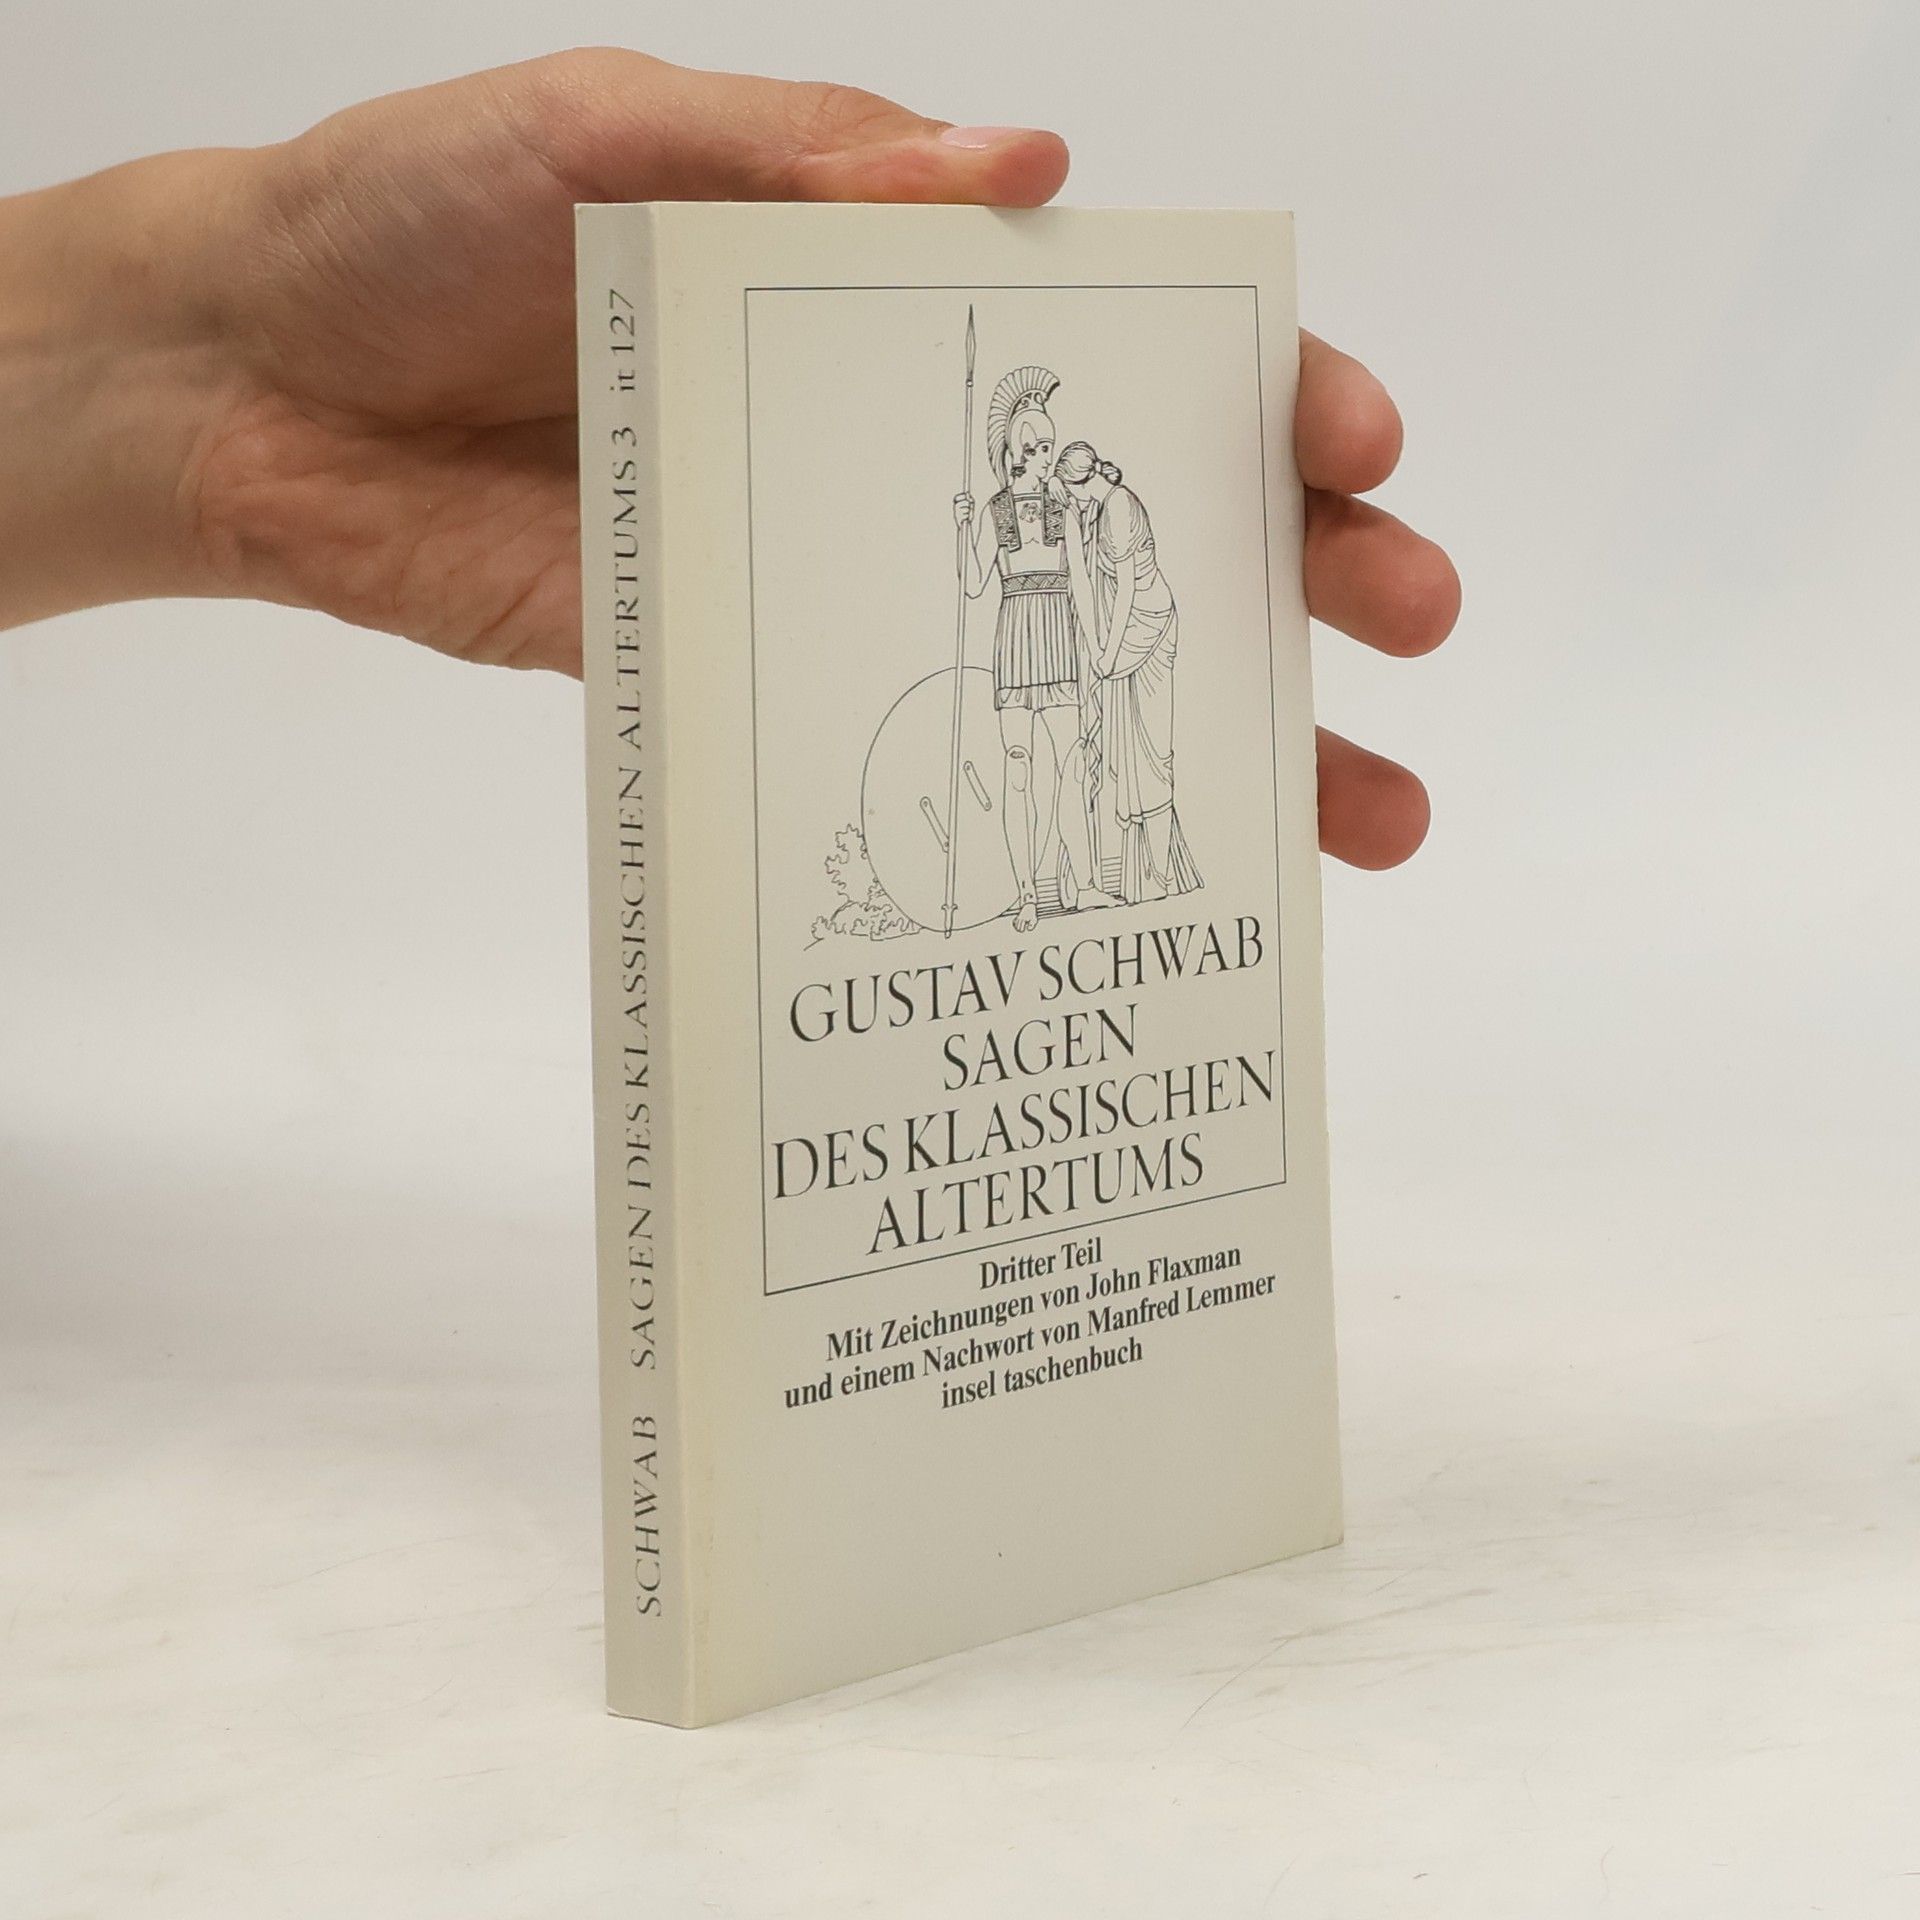 SCHWAB SAGEN DES KLASSISCHEN ALTERTUMS 3 it 127
GUSTAV SCHWAB
SAGEN
DES KLASSISCHEN
ALTERTUMS
Dritter Teil
Mit Zeichnungen von John Flaxman
und einem Nachwort von Manfred Lemmer
insel taschenbuch